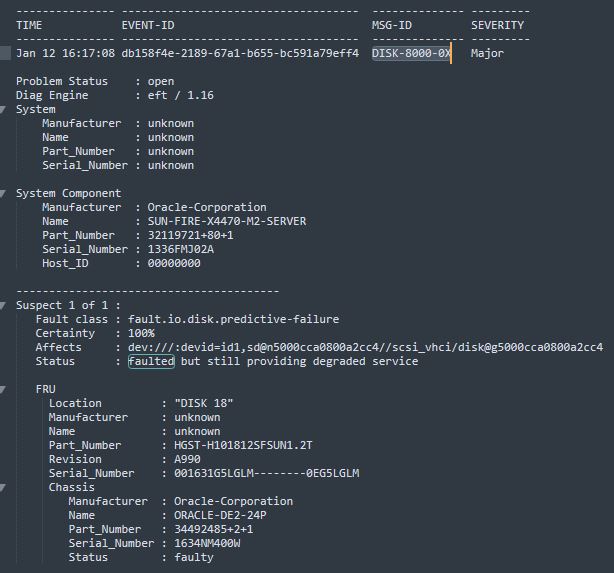 --------------- ------------------------------------  -------------- ---------
TIME            EVENT-ID                              MSG-ID         SEVERITY
--------------- ------------------------------------  -------------- ---------
Jan 12 16:17:08 db158f4e-2189-67a1-b655-bc591a79eff4  DISK-8000-0X   Major
Problem Status    : open
Diag Engine       : eft / 1.16
System
    Manufacturer  : unknown
    Name          : unknown
    Part_Number   : unknown
    Serial_Number : unknown
System Component
    Manufacturer  : Oracle-Corporation
    Name          : SUN-FIRE-X4470-M2-SERVER
    Part_Number   : 32119721+80+1
    Serial_Number : 1336FMJ02A
    Host_ID       : 00000000
----------------------------------------
Suspect 1 of 1 :
   Fault class : fault.io.disk.predictive-failure
   Certainty   : 100%
   Affects     : dev:///:devid=id1,sd@n5000cca0800a2cc4//scsi_vhci/disk@g5000cca0800a2cc4
   Status      : faulted but still providing degraded service
   FRU
     Location         : "DISK 18"
     Manufacturer     : unknown
     Name             : unknown
     Part_Number      : HGST-H101812SFSUN1.2T
     Revision         : A990
     Serial_Number    : 001631G5LGLM--------0EG5LGLM
     Chassis
        Manufacturer  : Oracle-Corporation
        Name          : ORACLE-DE2-24P
        Part_Number   : 34492485+2+1
        Serial_Number : 1634NM400W
        Status        : faulty